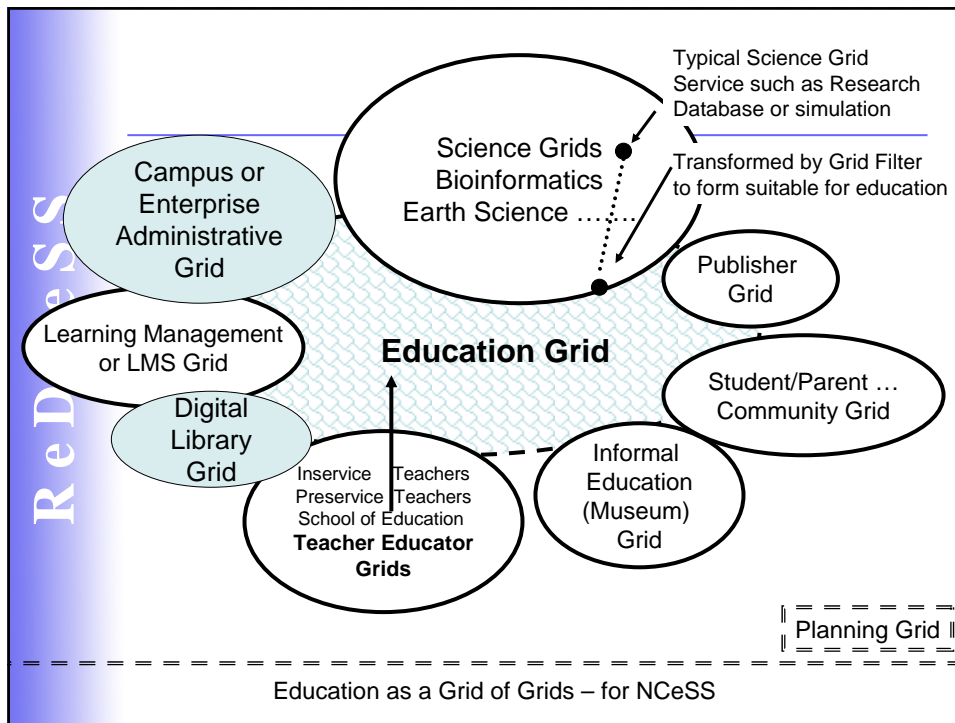 Typical Science Grid
Service such as Research
Database or simulation
Science Grids
Bioinformatics
Earth Science ........
Transformed by Grid Filter
to form suitable for education
Campus or
Enterprise
Administrative
Grid
Publisher
Grid
Learning Management
or LMS Grid
Education Grid
Student/Parent …
Community Grid
Digital
Library
Grid
Inservice Teachers
Preservice Teachers
School of Education
Teacher Educator
Grids
Informal
Education
(Museum)
Grid
ReDReSS
Planning Grid
Education as a Grid of Grids – for NCeSS